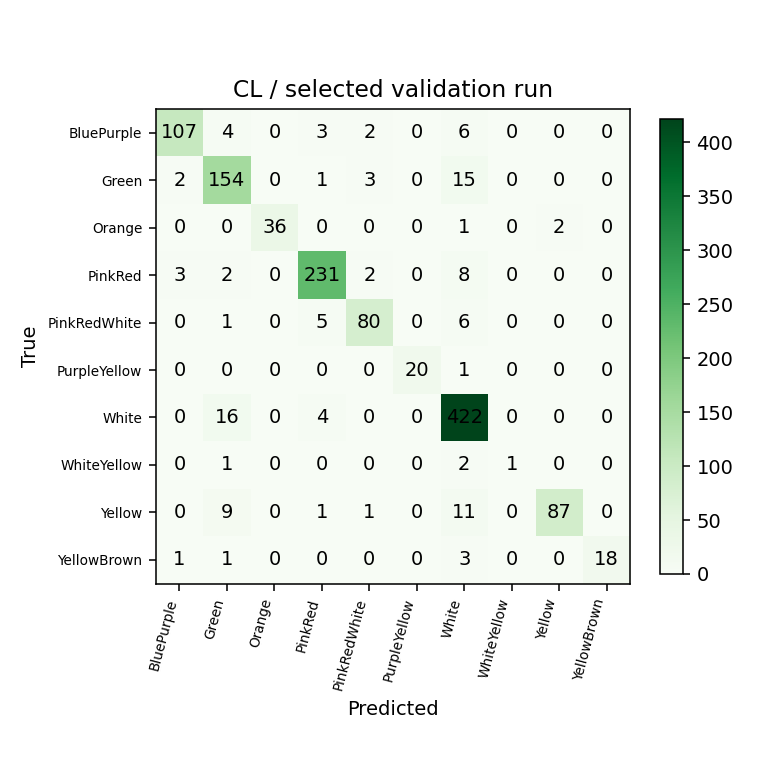 CL / selected validation run
BluePurple 107 4 0 3 2 0 6 0 0 0
Green 2 154 0 1 3 0 15 0 0 0
Orange 0 0 36 0 0 0 1 0 2 0
PinkRed 3 2 0 231 2 0 8 0 0 0
PinkRedWhite 0 1 0 5 80 0 6 0 0 0
PurpleYellow 0 0 0 0 0 20 1 0 0 0
White 0 16 0 4 0 0 422 0 0 0
WhiteYellow 0 1 0 0 0 0 2 1 0 0
Yellow 0 9 0 1 1 0 11 0 87 0
YellowBrown 1 1 0 0 0 0 3 0 0 18
True
BluePurple Green Orange PinkRed PinkRedWhite PurpleYellow White WhiteYellow Yellow YellowBrown
Predicted
400
350
300
250
200
150
100
50
0